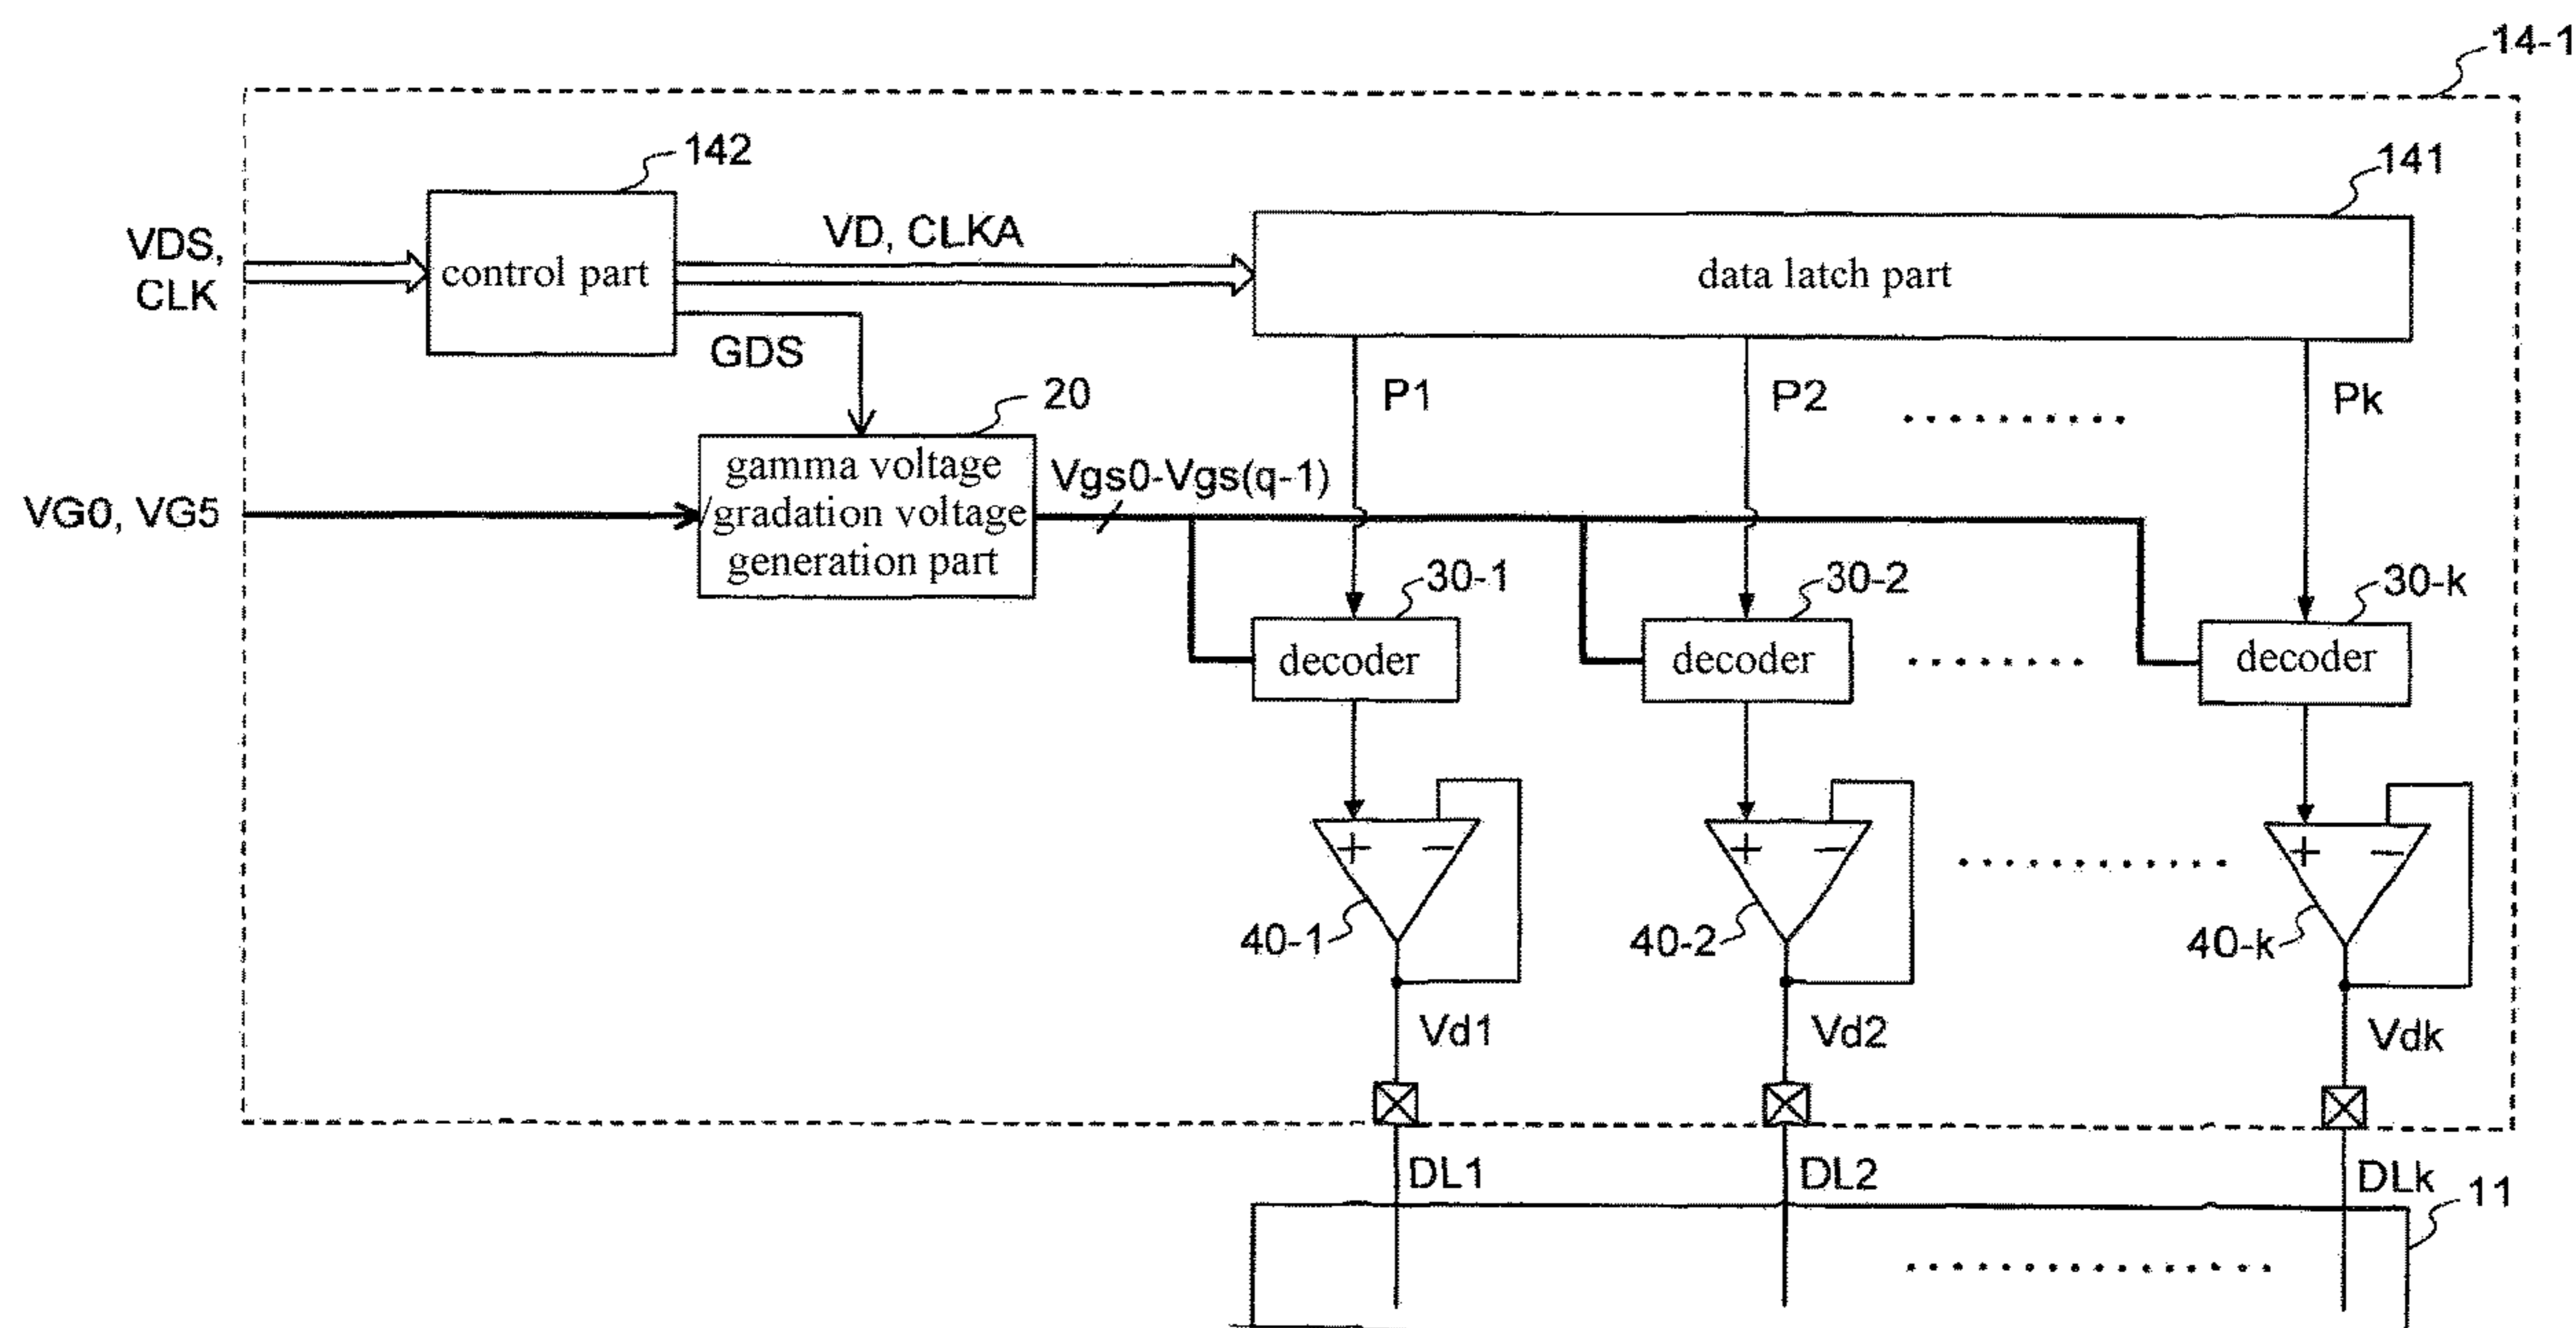 14-1
142
141
VDS,
CLK
control part
VD, CLKA
data latch part
GDS
20
P1
P2
Pk
VG0, VG5
gamma voltage
/gradation voltage
generation part
Vgs0-Vgs(q-1)
30-1
30-2
30-k
decoder
decoder
decoder
+ −
+ −
+ −
40-1
40-2
40-k
Vd1
Vd2
Vdk
DL1
DL2
DLk
11